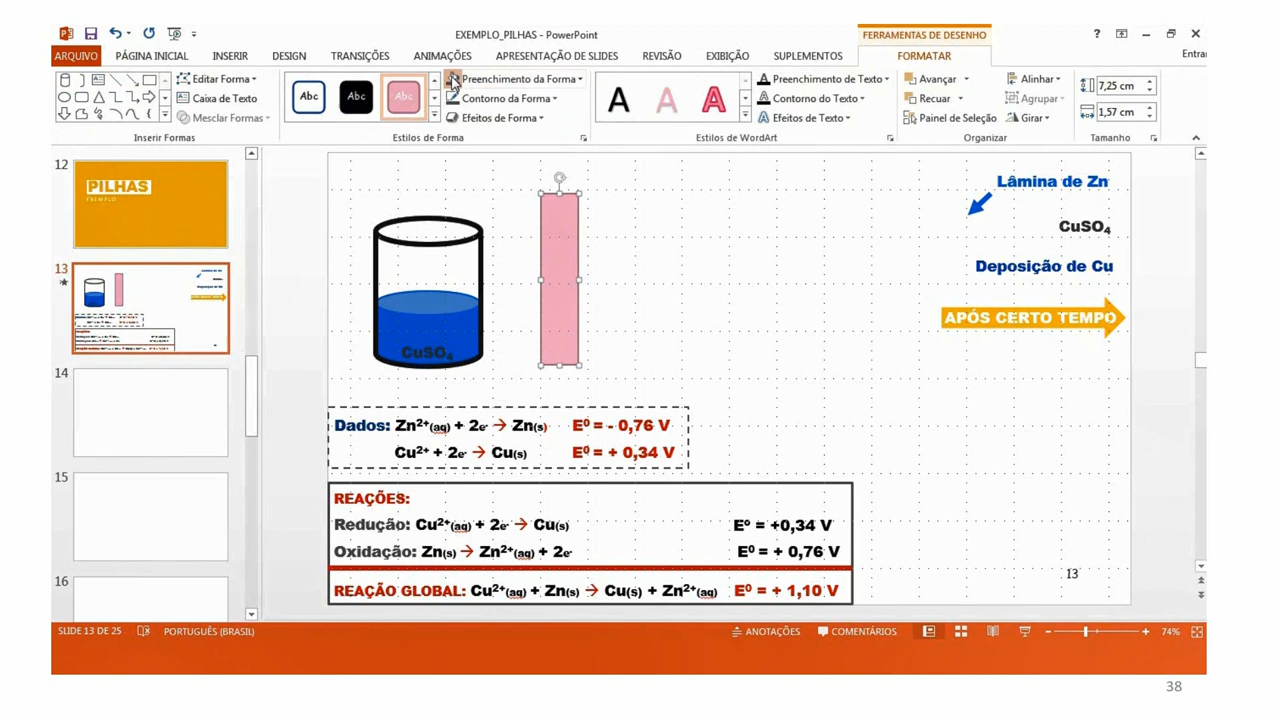 EXEMPLO_PILHAS - PowerPoint
FERRAMENTAS DE DESENHO
?
ARQUIVO PÁGINA INICIAL INSERIR DESIGN TRANSIÇÕES ANIMAÇÕES APRESENTAÇÃO DE SLIDES REVISÃO EXIBIÇÃO SUPLEMENTOS FORMATAR Entrar
Editar Forma
Caixa de Texto
Mesclar Formas
Inserir Formas
Abc Abc Abc
Preenchimento da Forma
Contorno da Forma
Efeitos de Forma
Estilos de Forma
A A A
Preenchimento de Texto
Contorno do Texto
Efeitos de Texto
Estilos de WordArt
Avançar
Recuar
Painel de Seleção
Alinhar
Agrupar
Girar
Organizar
7,25 cm
1,57 cm
Tamanho
12
PILHAS
EXEMPLO
13
14
15
16
Lâmina de Zn
CuSO₄
Deposição de Cu
APÓS CERTO TEMPO
CuSO₄
Dados: Zn²⁺(aq) + 2e⁻ → Zn(s) E⁰ = - 0,76 V
Cu²⁺ + 2e⁻ → Cu(s) E⁰ = + 0,34 V
REAÇÕES:
Redução: Cu²⁺(aq) + 2e⁻ → Cu(s) Eº = +0,34 V
Oxidação: Zn(s) → Zn²⁺(aq) + 2e⁻ E⁰ = + 0,76 V
REAÇÃO GLOBAL: Cu²⁺(aq) + Zn(s) → Cu(s) + Zn²⁺(aq) E⁰ = + 1,10 V
13
SLIDE 13 DE 25 PORTUGUÊS (BRASIL) ANOTAÇÕES COMENTÁRIOS 74%
38